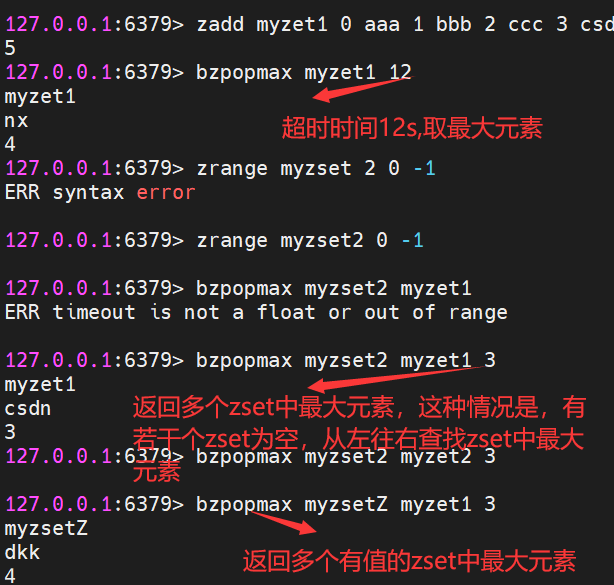 127.0.0.1:6379> zadd myzet1 0 aaa 1 bbb 2 ccc 3 csd
5
127.0.0.1:6379> bzpopmax myzet1 12
myzet1
nx
超时时间12s,取最大元素
4
127.0.0.1:6379> zrange myzset 2 0 -1
ERR syntax error
127.0.0.1:6379> zrange myzset2 0 -1
127.0.0.1:6379> bzpopmax myzset2 myzet1
ERR timeout is not a float or out of range
127.0.0.1:6379> bzpopmax myzset2 myzet1 3
myzet1
csdn
3
返回多个zset中最大元素，这种情况是，有
若干个zset为空，从左往右查找zset中最大
元素
127.0.0.1:6379> bzpopmax myzset2 myzet2 3
127.0.0.1:6379> bzpopmax myzsetZ myzet1 3
myzsetZ
dkk
返回多个有值的zset中最大元素
4